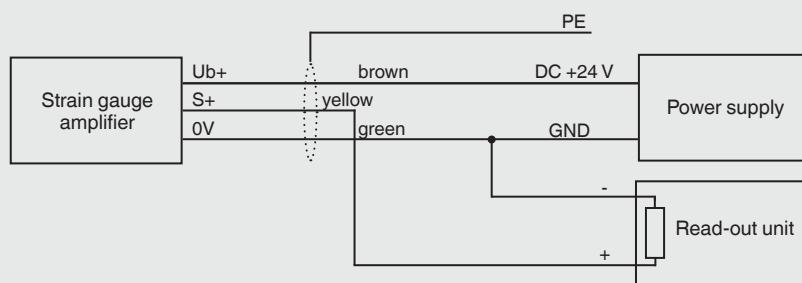 PE
Ub+ brown DC +24 V
Strain gauge
amplifier
S+ yellow
Power supply
0V green GND
-
Read-out unit
+